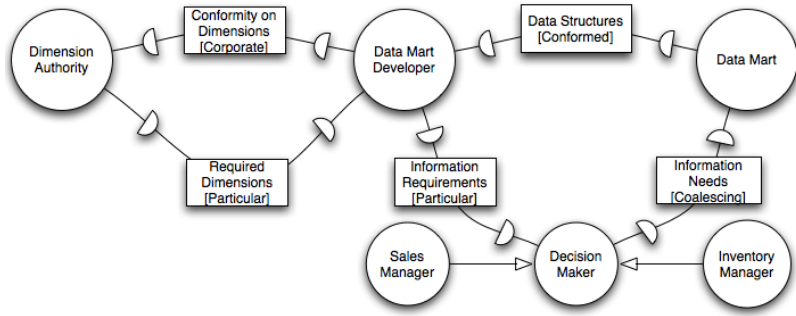 Conformity on
Dimensions
[Corporate]
Data Structures
[Conformed]
Dimension
Authority
Data Mart
Developer
Data Mart
Required
Dimensions
[Particular]
Information
Requirements
[Particular]
Information
Needs
[Coalescing]
Sales
Manager
Decision
Maker
Inventory
Manager